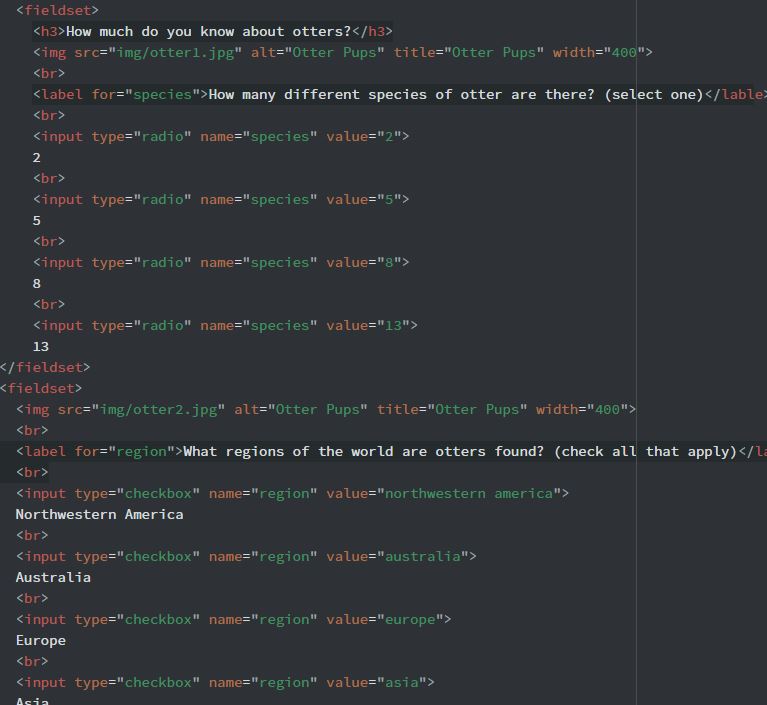 <fieldset>
<h3>How much do you know about otters?</h3>
<img src="img/otter1.jpg" alt="Otter Pups" title="Otter Pups" width="400">
<br>
<label for="species">How many different species of otter are there? (select one)</lable>
<br>
<input type="radio" name="species" value="2">
2
<br>
<input type="radio" name="species" value="5">
5
<br>
<input type="radio" name="species" value="8">
8
<br>
<input type="radio" name="species" value="13">
13
</fieldset>
<fieldset>
<img src="img/otter2.jpg" alt="Otter Pups" title="Otter Pups" width="400">
<br>
<label for="region">What regions of the world are otters found? (check all that apply)</la
<br>
<input type="checkbox" name="region" value="northwestern america">
Northwestern America
<br>
<input type="checkbox" name="region" value="australia">
Australia
<br>
<input type="checkbox" name="region" value="europe">
Europe
<br>
<input type="checkbox" name="region" value="asia">
Asia